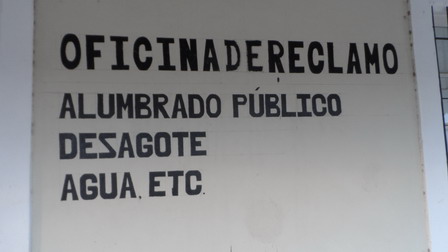 OFICINADERECLAMO
ALUMBRADO PÚBLICO
DESAGOTE
AGUA. ETC.